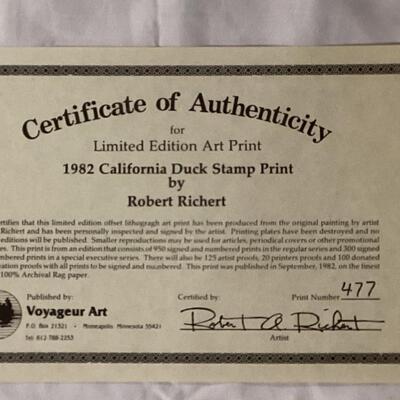 Certificate of Authenticity
for
Limited Edition Art Print
1982 California Duck Stamp Print
by
Robert Richert
ertifies that this limited edition offset lithograph art print has been produced from the original painting by artist
Richert and has been personally inspected and signed by the artist. Printing plates have been destroyed and no
editions will be published. Smaller reproductions may be used for articles, periodical covers or other promotional
es. This print is from an edition that consists of 950 signed and numbered prints in the regular series and 300 signed
mbered prints in a special executive series. There will also be 125 artist proofs, 20 printers proofs and 100 donated
ation proofs with all prints to be signed and numbered. This print was published in September, 1982, on the finest
100% Archival Rag paper.
Published by:
Voyageur Art
P.O. Box 21321 - Minneapolis Minnesota 55421
Tel: 612-788-2253
Certified by:
Print Number 477
Robert A. Richert
Artist